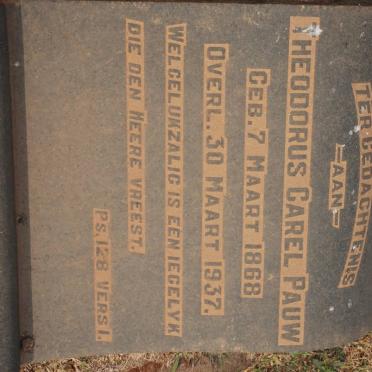 TER GEDACHTENIS
—AAN—
THEODORUS CAREL PAUW
GEB. 7 MAART 1868
OVERL. 30 MAART 1937.
WELGELUKZALIG IS EEN IEGELYK
DIE DEN HEERE VREEST.
PS. 128 VERS 1.